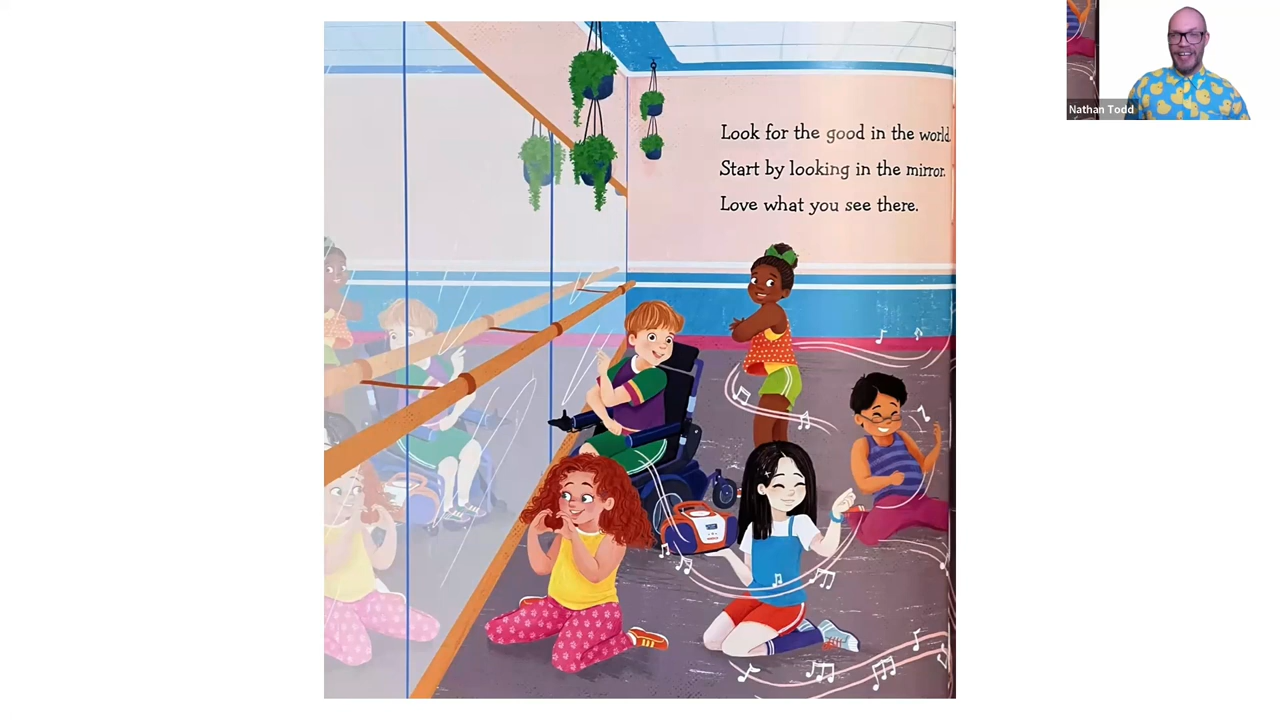 Look for the good in the world.
Start by looking in the mirror.
Love what you see there.
Nathan Todd